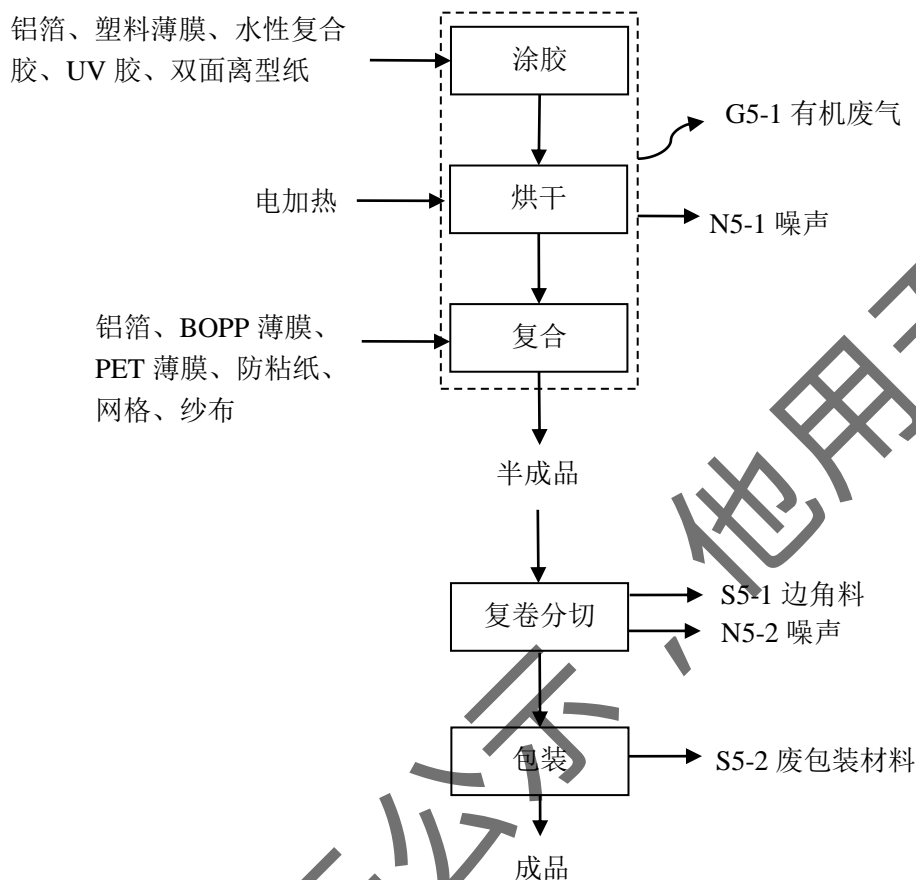 铝箔、塑料薄膜、水性复合
胶、UV 胶、双面离型纸
涂胶
G5-1 有机废气
电加热
烘干
N5-1 噪声
铝箔、BOPP 薄膜、
PET 薄膜、防粘纸、
网格、纱布
复合
半成品
复卷分切
S5-1 边角料
N5-2 噪声
包装
S5-2 废包装材料
成品
公示，他用